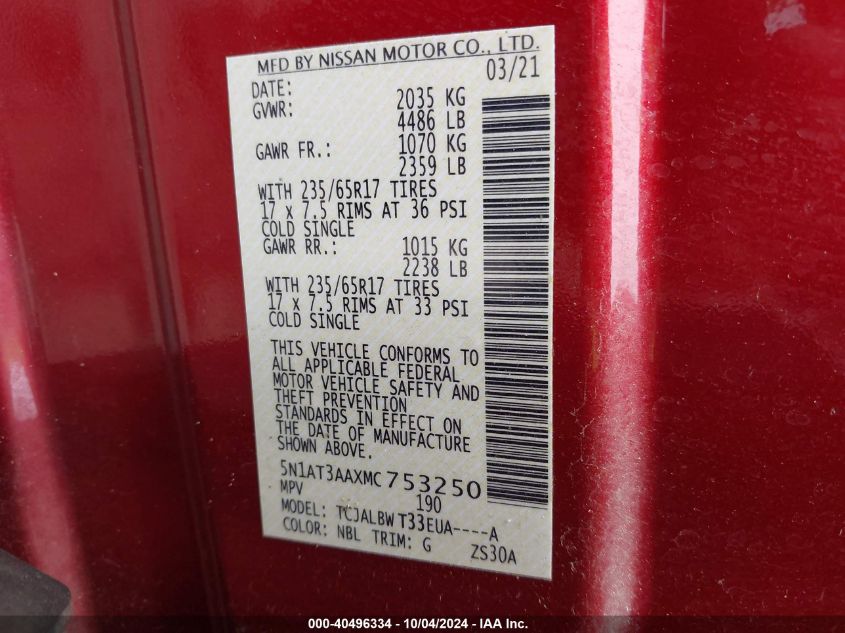 MFD BY NISSAN MOTOR CO., LTD.
DATE: 03/21
GVWR: 2035 KG
4486 LB
GAWR FR.: 1070 KG
2359 LB
WITH 235/65R17 TIRES
17 x 7.5 RIMS AT 36 PSI
COLD SINGLE
GAWR RR.: 1015 KG
2238 LB
WITH 235/65R17 TIRES
17 x 7.5 RIMS AT 33 PSI
COLD SINGLE
THIS VEHICLE CONFORMS TO
ALL APPLICABLE FEDERAL
MOTOR VEHICLE SAFETY AND
THEFT PREVENTION
STANDARDS IN EFFECT ON
THE DATE OF MANUFACTURE
SHOWN ABOVE.
5N1AT3AAXMC 753250
MPV 190
MODEL: TCJALBW T33EUA----A
COLOR: NBL TRIM: G ZS30A
000-40496334 - 10/04/2024 - IAA Inc.